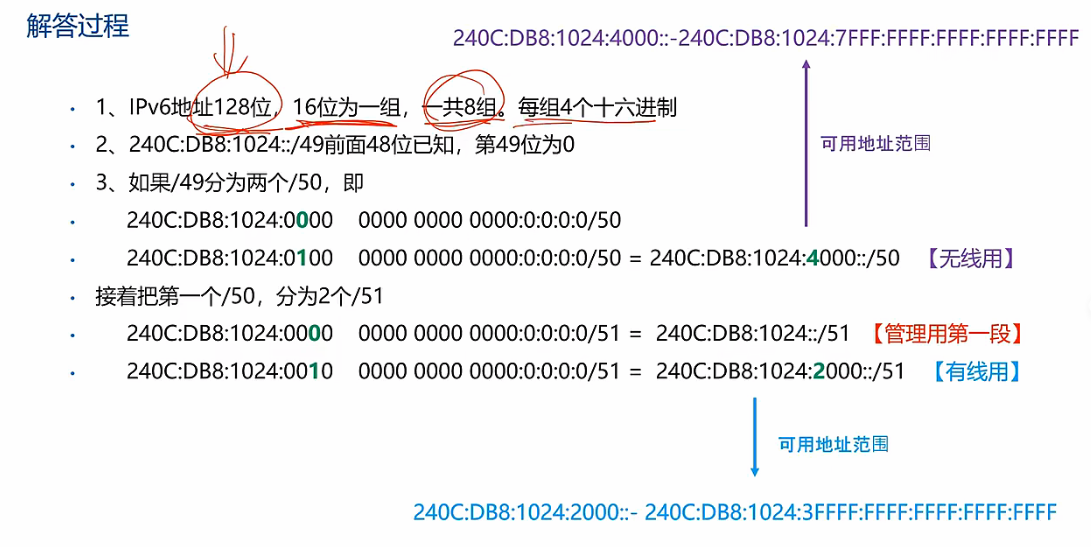 解答过程
240C:DB8:1024:4000::-240C:DB8:1024:7FFF:FFFF:FFFF:FFFF:FFFF
• 1、IPv6地址128位，16位为一组，一共8组。每组4个十六进制
可用地址范围
• 2、240C:DB8:1024::/49前面48位已知，第49位为0
• 3、如果/49分为两个/50，即
• 240C:DB8:1024:0000 0000 0000 0000:0:0:0:0/50
• 240C:DB8:1024:0100 0000 0000 0000:0:0:0:0/50 = 240C:DB8:1024:4000::/50 【无线用】
• 接着把第一个/50，分为2个/51
• 240C:DB8:1024:0000 0000 0000 0000:0:0:0:0/51 = 240C:DB8:1024::/51 【管理用第一段】
• 240C:DB8:1024:0010 0000 0000 0000:0:0:0:0/51 = 240C:DB8:1024:2000::/51 【有线用】
可用地址范围
240C:DB8:1024:2000::- 240C:DB8:1024:3FFFF:FFFF:FFFF:FFFF:FFFF